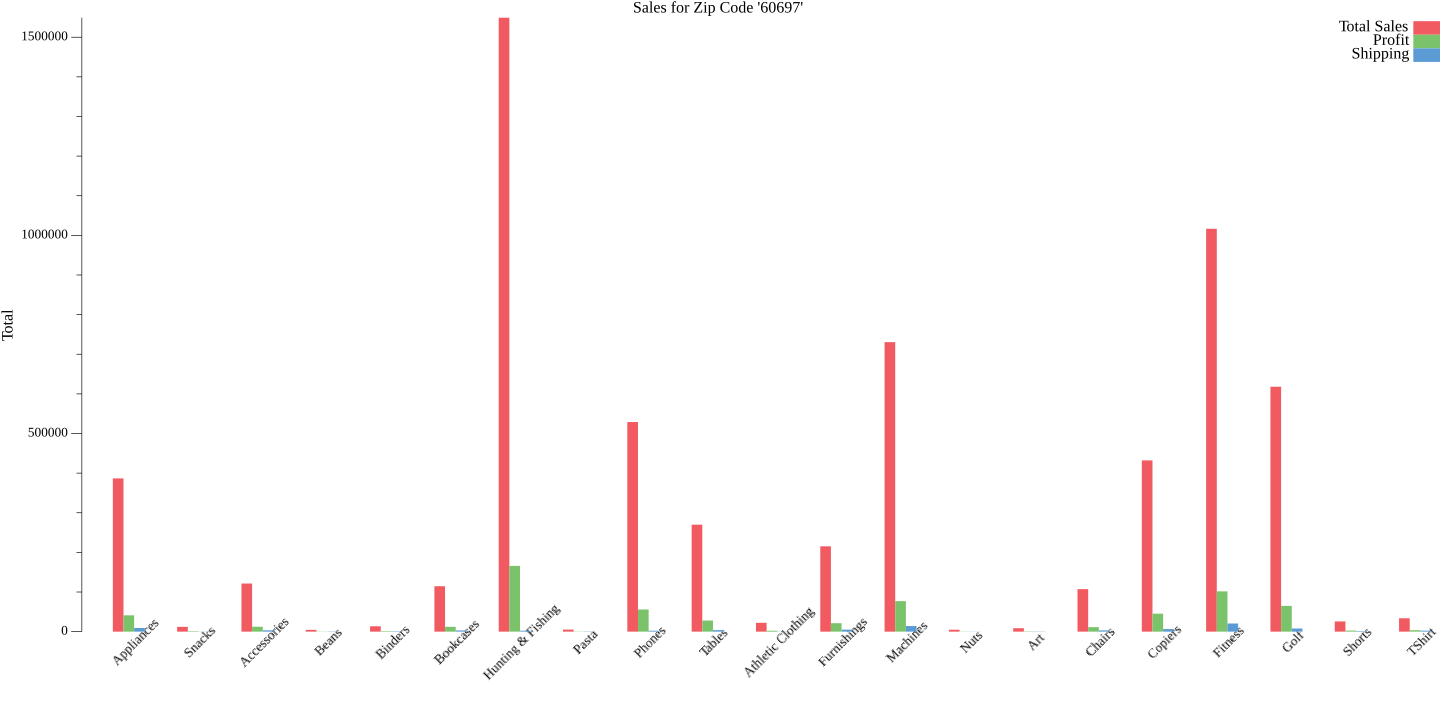 Sales for Zip Code '60697'
Total Sales
Profit
Shipping
1500000
1000000
500000
0
Total
Appliances
Snacks
Accessories
Beans
Binders
Bookcases
Hunting & Fishing
Pasta
Phones
Tables
Athletic Clothing
Furnishings
Machines
Nuts
Art
Chairs
Copiers
Fitness
Golf
Shorts
TShirt